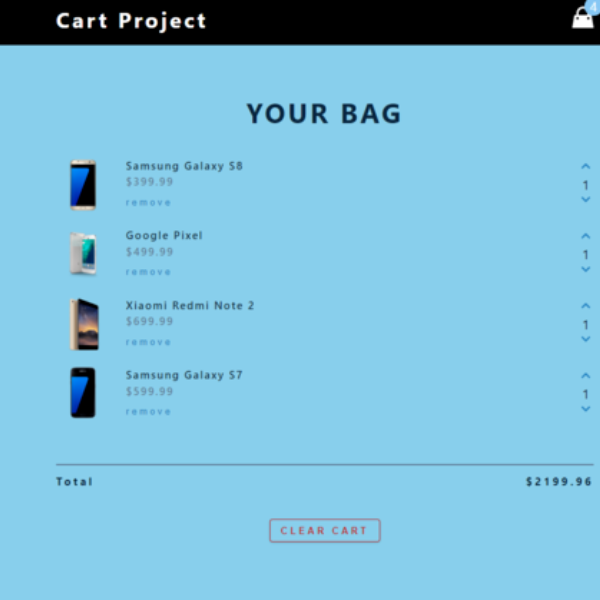 Cart Project
4
YOUR BAG
Samsung Galaxy S8
$399.99
remove
1
Google Pixel
$499.99
remove
1
Xiaomi Redmi Note 2
$699.99
remove
1
Samsung Galaxy S7
$599.99
remove
1
Total $2199.96
CLEAR CART